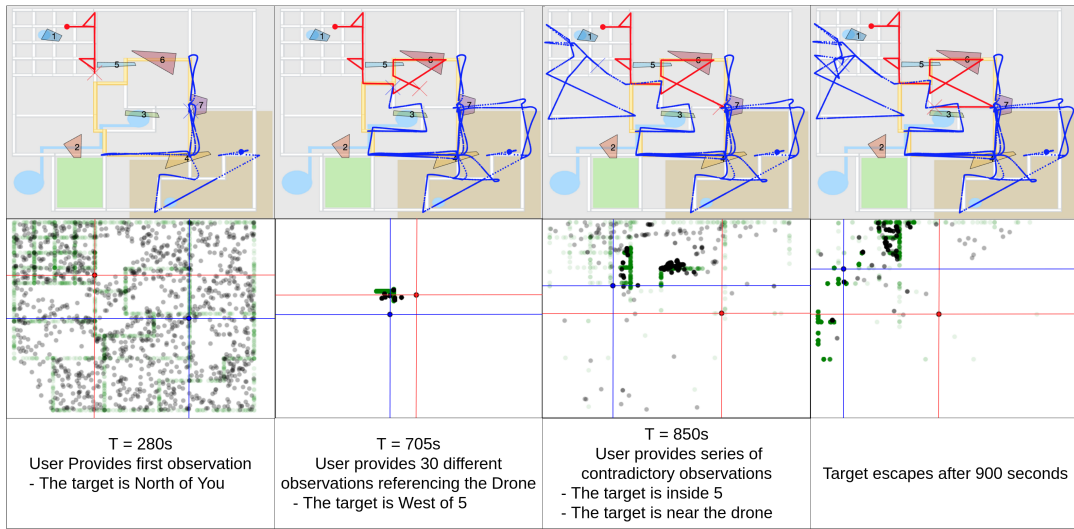 1
5
6
7
3
2
4
1
5
6
7
3
2
1
5
6
7
3
2
1
5
6
7
3
2
T = 280s
User Provides first observation
- The target is North of You
T = 705s
User provides 30 different
observations referencing the Drone
- The target is West of 5
T = 850s
User provides series of
contradictory observations
- The target is inside 5
- The target is near the drone
Target escapes after 900 seconds